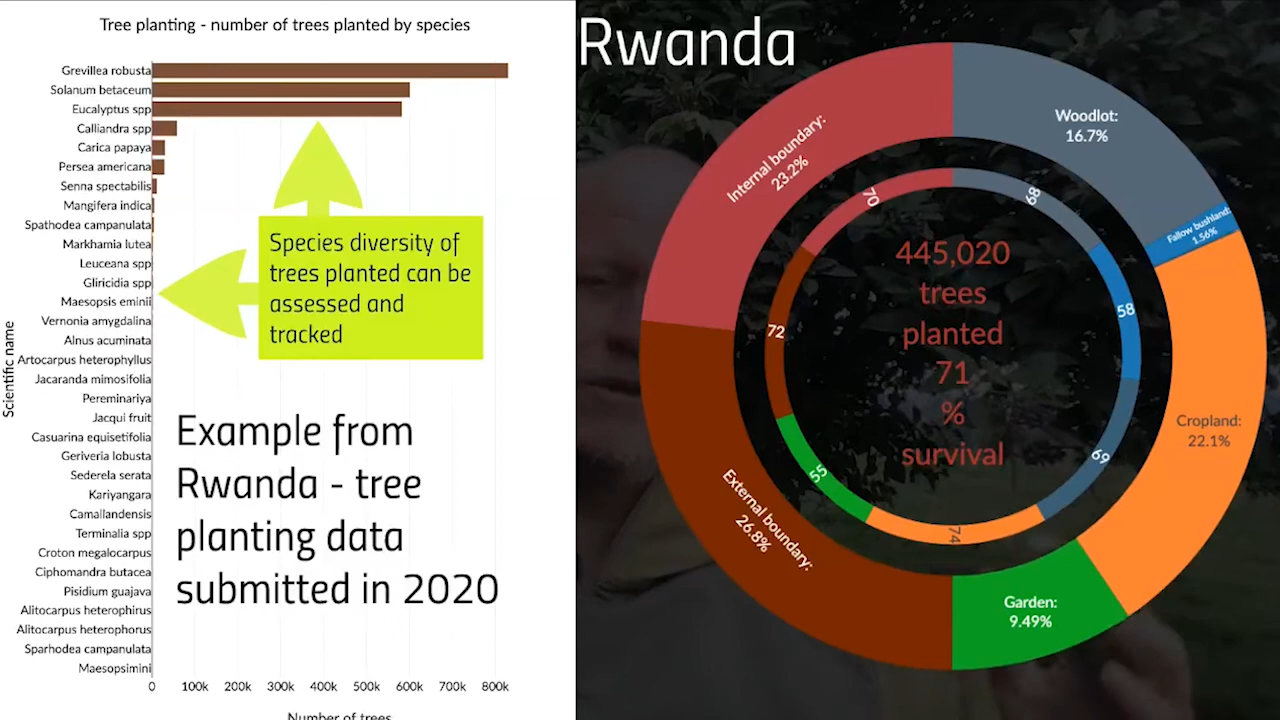 Tree planting - number of trees planted by species
Scientific name
Grevillea robusta
Solanum betaceum
Eucalyptus spp
Calliandra spp
Carica papaya
Persea americana
Senna spectabilis
Mangifera indica
Spathodea campanulata
Markhamia lutea
Leuceana spp
Gliricidia spp
Maesopsis eminii
Vernonia amygdalina
Alnus acuminata
Artocarpus heterophyllus
Jacaranda mimosifolia
Pereminariya
Jacqui fruit
Casuarina equisetifolia
Geriveria lobusta
Sederela serata
Kariyangara
Camallandensis
Terminalia spp
Croton megalocarpus
Ciphomandra butacea
Pisidium guajava
Alitocarpus heterophirus
Alitocarpus heterophorus
Sparhodea campanulata
Maesopsimini
0 100k 200k 300k 400k 500k 600k 700k 800k
Number of trees
Species diversity of
trees planted can be
assessed and
tracked
Example from
Rwanda - tree
planting data
submitted in 2020
Rwanda
Woodlot:
16.7%
Fallow bushland:
1.56%
Cropland:
22.1%
Garden:
9.49%
External boundary:
26.8%
Internal boundary:
23.2%
68
58
69
74
55
72
70
445,020
trees
planted
71
%
survival